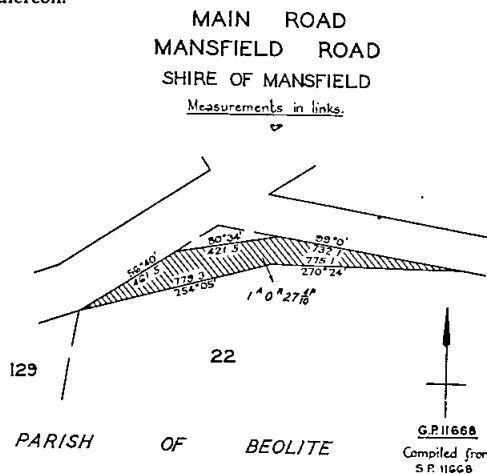 MAIN ROAD
MANSFIELD ROAD
SHIRE OF MANSFIELD
Measurements in links.
56°40'
461.5
80°34'
421.5
99°0'
732.1
775.1
270°24'
779.3
254°05'
1A 0R 27 4/10 P
129
22
PARISH OF BEOLITE
G.P. 11668
Compiled from
S.P. 11668